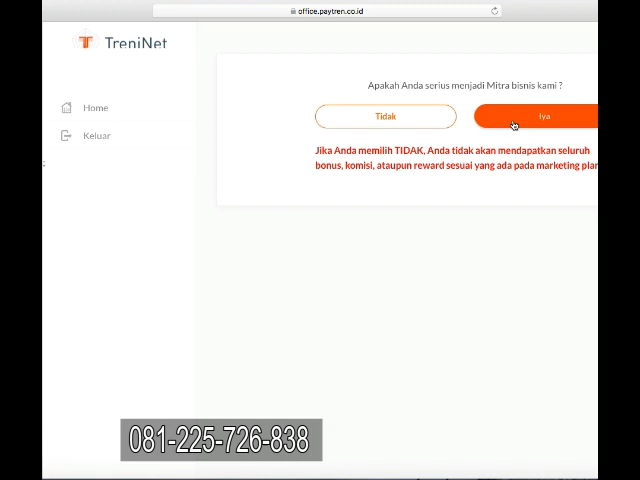 office.paytren.co.id
TreniNet
Home
Keluar
Apakah Anda serius menjadi Mitra bisnis kami ?
Tidak
Iya
Jika Anda memilih TIDAK, Anda tidak akan mendapatkan seluruh
bonus, komisi, ataupun reward sesuai yang ada pada marketing plan
081-225-726-838